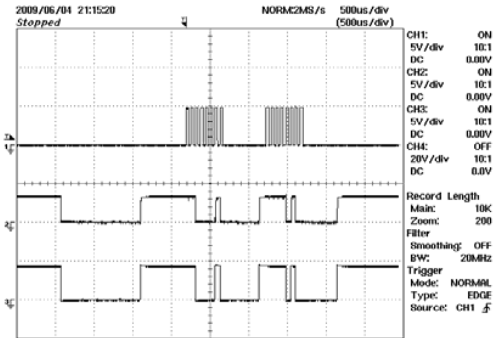 2009/06/04 21:15:20 NORM:2MS/s 500us/div
Stopped (500us/div)
CH1: ON
5V/div 10:1
DC 0.00V
CH2: ON
5V/div 10:1
DC 0.00V
CH3: ON
5V/div 10:1
DC 0.00V
CH4: OFF
20V/div 10:1
DC 0.0V
Record Length
Main: 10K
Zoom: 200
Filter
Smoothing: OFF
BW: 20MHz
Trigger
Mode: NORMAL
Type: EDGE
Source: CH1